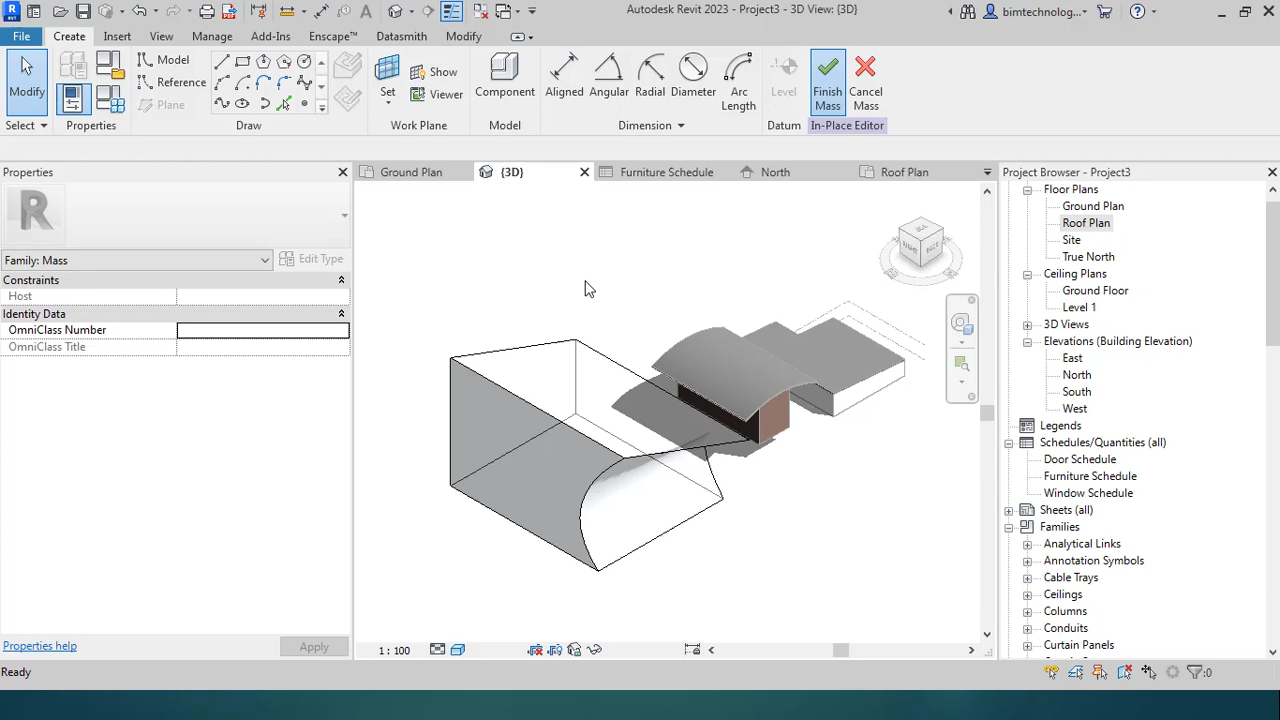 Autodesk Revit 2023 - Project3 - 3D View: {3D}
bimtechnolog...
File Create Insert View Manage Add-Ins Enscape™ Datasmith Modify
Modify
Select
Properties
Model
Reference
Plane
Draw
Set
Show
Viewer
Work Plane
Component
Model
Aligned
Angular
Radial
Diameter
Arc
Length
Dimension
Level
Datum
Finish
Mass
Cancel
Mass
In-Place Editor
Properties
Family: Mass
Edit Type
Constraints
Host
Identity Data
OmniClass Number
OmniClass Title
Properties help
Apply
Ground Plan
{3D}
Furniture Schedule
North
Roof Plan
1 : 100
Project Browser - Project3
Floor Plans
Ground Plan
Roof Plan
Site
True North
Ceiling Plans
Ground Floor
Level 1
3D Views
Elevations (Building Elevation)
East
North
South
West
Legends
Schedules/Quantities (all)
Door Schedule
Furniture Schedule
Window Schedule
Sheets (all)
Families
Analytical Links
Annotation Symbols
Cable Trays
Ceilings
Columns
Conduits
Curtain Panels
Ready
:0